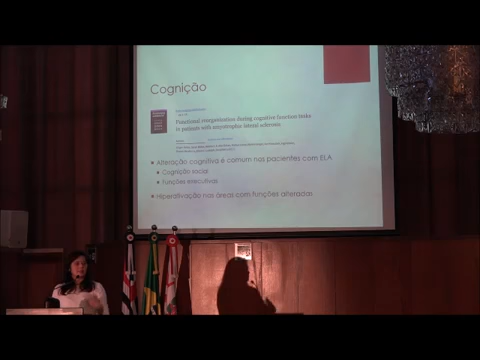 Cognição
Functional reorganization during cognitive function tasks
in patients with amyotrophic lateral sclerosis
Alteração cognitiva é comum nos pacientes com ELA
Cognição social
Funções executivas
Hiperativação nas áreas com funções alteradas